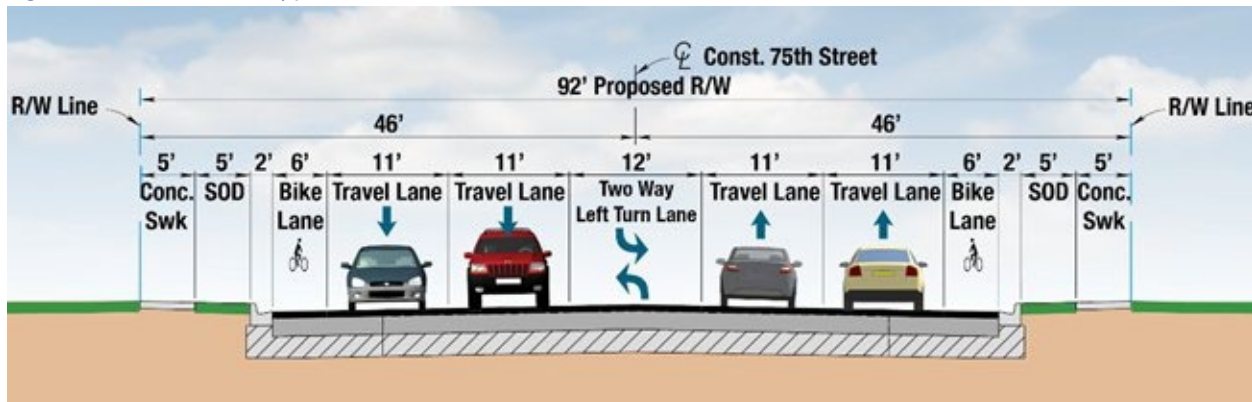 ℄ Const. 75th Street
92' Proposed R/W
R/W Line
R/W Line
46' 46'
5' 5' 2' 6' 11' 11' 12' 11' 11' 6' 2' 5' 5'
Conc. Swk
SOD
Bike Lane
Travel Lane
Travel Lane
Two Way
Left Turn Lane
Travel Lane
Travel Lane
Bike Lane
SOD
Conc. Swk